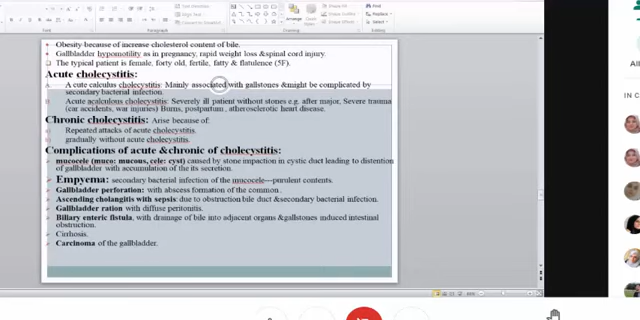 Obesity because of increase cholesterol content of bile.
Gallbladder hypomotility as in pregnancy, rapid weight loss &spinal cord injury.
The typical patient is female, forty old, fertile, fatty & flatulence (5F).
Acute cholecystitis:
A cute calculus cholecystitis: Mainly associated with gallstones &might be complicated by
secondary bacterial infection.
Acute acalculous cholecystitis: Severely ill patient without stones e.g. after major, Severe trauma
(car accidents, war injuries) Burns, postpartum, atherosclerotic heart disease.
Chronic cholecystitis: Arise because of:
Repeated attacks of acute cholecystitis.
gradually without acute cholecystitis.
Complications of acute &chronic of cholecystitis:
mucocele (muco: mucous, cele: cyst) caused by stone impaction in cystic duct leading to distention
of gallbladder with accumulation of the its secretion.
Empyema: secondary bacterial infection of the mucocele—purulent contents.
Gallbladder perforation: with abscess formation of the common .
Ascending cholangitis with sepsis: due to obstruction bile duct &secondary bacterial infection.
Gallbladder ration with diffuse peritonitis.
Biliary enteric fistula, with drainage of bile into adjacent organs &gallstones induced intestinal
obstruction.
Cirrhosis.
Carcinoma of the gallbladder.
Paragraph
Drawing
Arrange
Find
Replace
Select
Editing